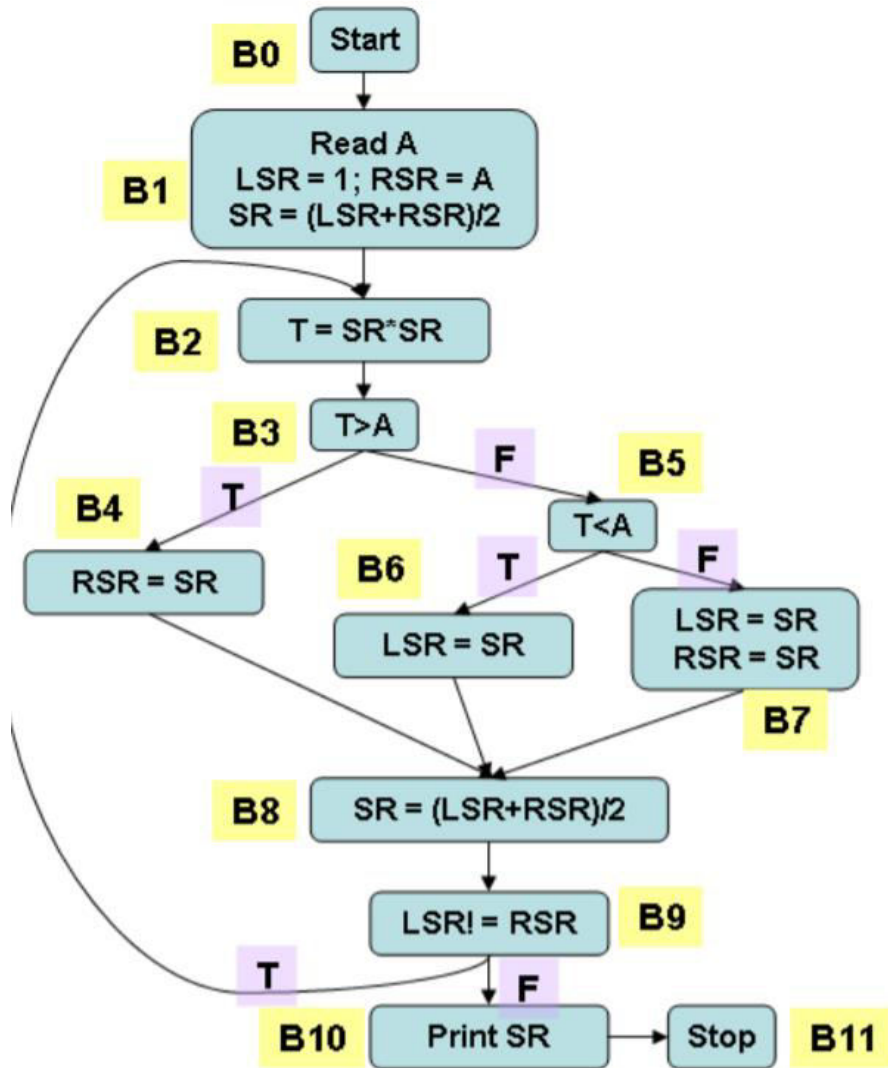 Start
B0
Read A
LSR = 1; RSR = A
SR = (LSR+RSR)/2
B1
T = SR*SR
B2
T>A
B3
T
F
B5
T<A
B4
RSR = SR
B6
T
F
LSR = SR
LSR = SR
RSR = SR
B7
B8
SR = (LSR+RSR)/2
LSR! = RSR
B9
T
F
B10
Print SR
Stop
B11